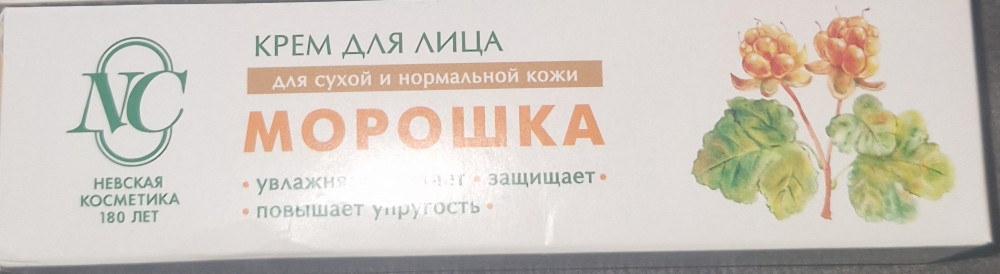 NC
НЕВСКАЯ
КОСМЕТИКА
180 ЛЕТ
КРЕМ ДЛЯ ЛИЦА
для сухой и нормальной кожи
МОРОШКА
• защищает •
• повышает упругость •